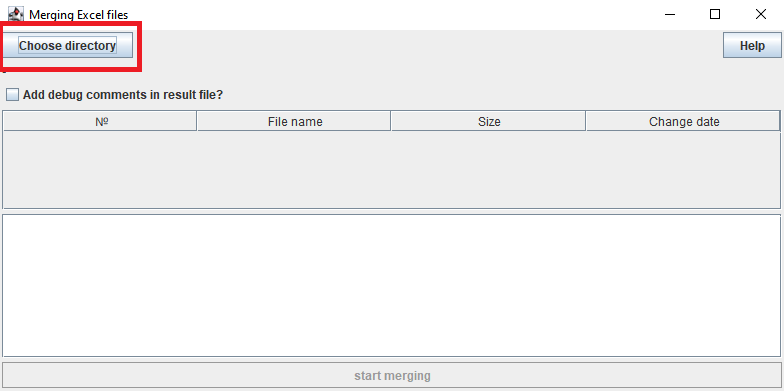 Merging Excel files
Choose directory
Help
Add debug comments in result file?
№ File name Size Change date
start merging